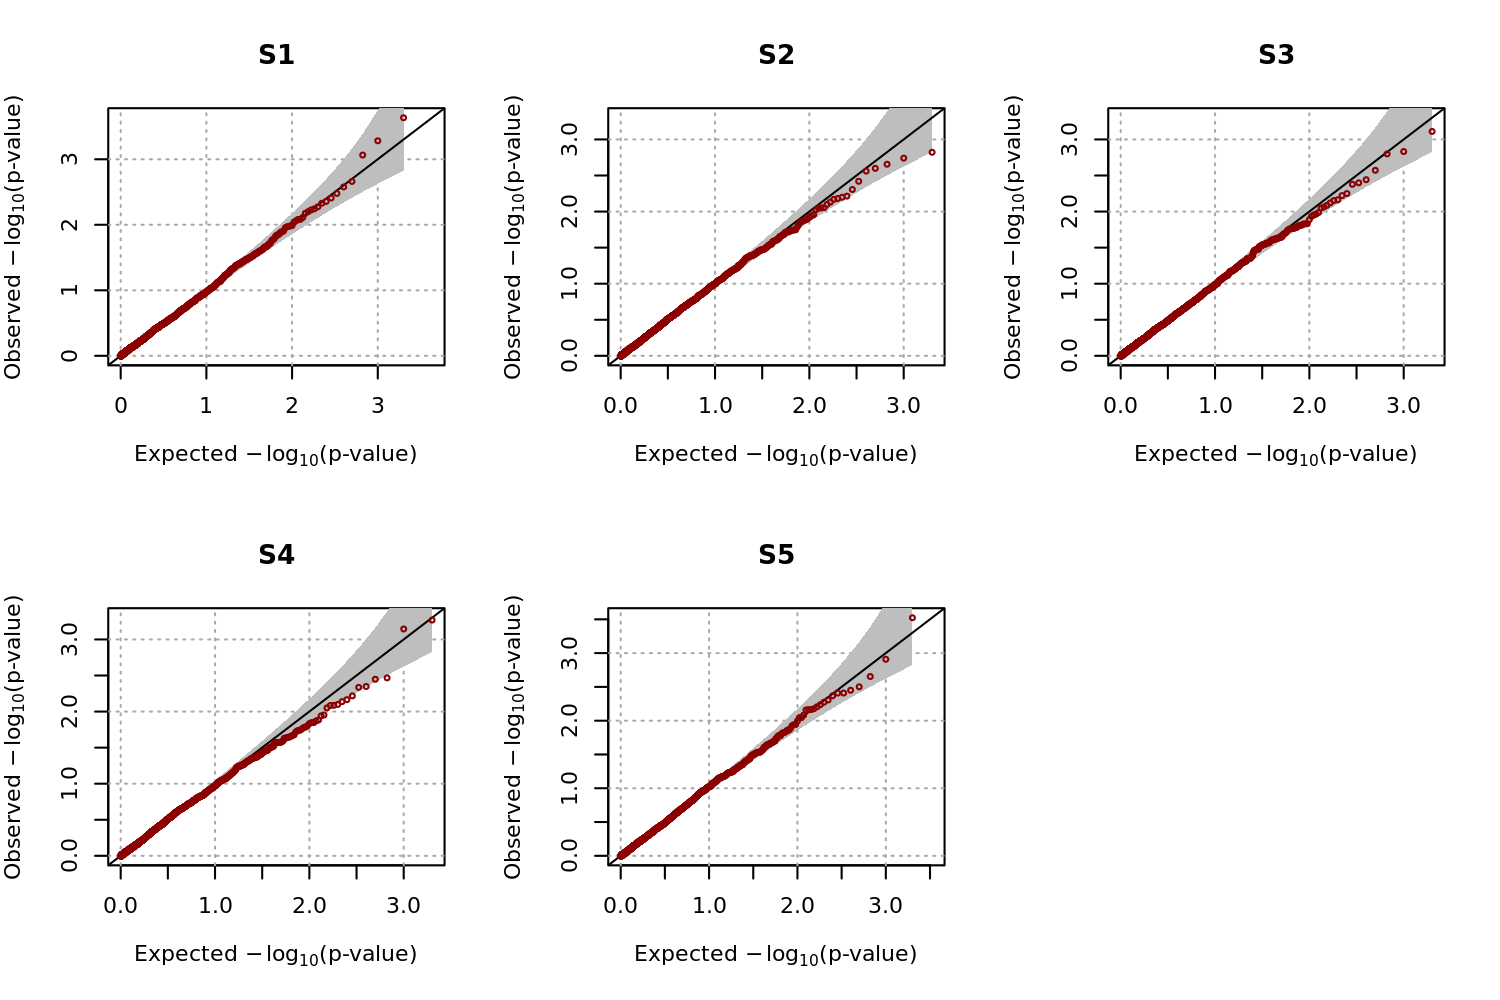 S1
Observed −log10(p-value)
3
2
1
0
0 1 2 3
Expected −log10(p-value)
S2
Observed −log10(p-value)
3.0
2.0
1.0
0.0
0.0 1.0 2.0 3.0
Expected −log10(p-value)
S3
Observed −log10(p-value)
3.0
2.0
1.0
0.0
0.0 1.0 2.0 3.0
Expected −log10(p-value)
S4
Observed −log10(p-value)
3.0
2.0
1.0
0.0
0.0 1.0 2.0 3.0
Expected −log10(p-value)
S5
Observed −log10(p-value)
3.0
2.0
1.0
0.0
0.0 1.0 2.0 3.0
Expected −log10(p-value)